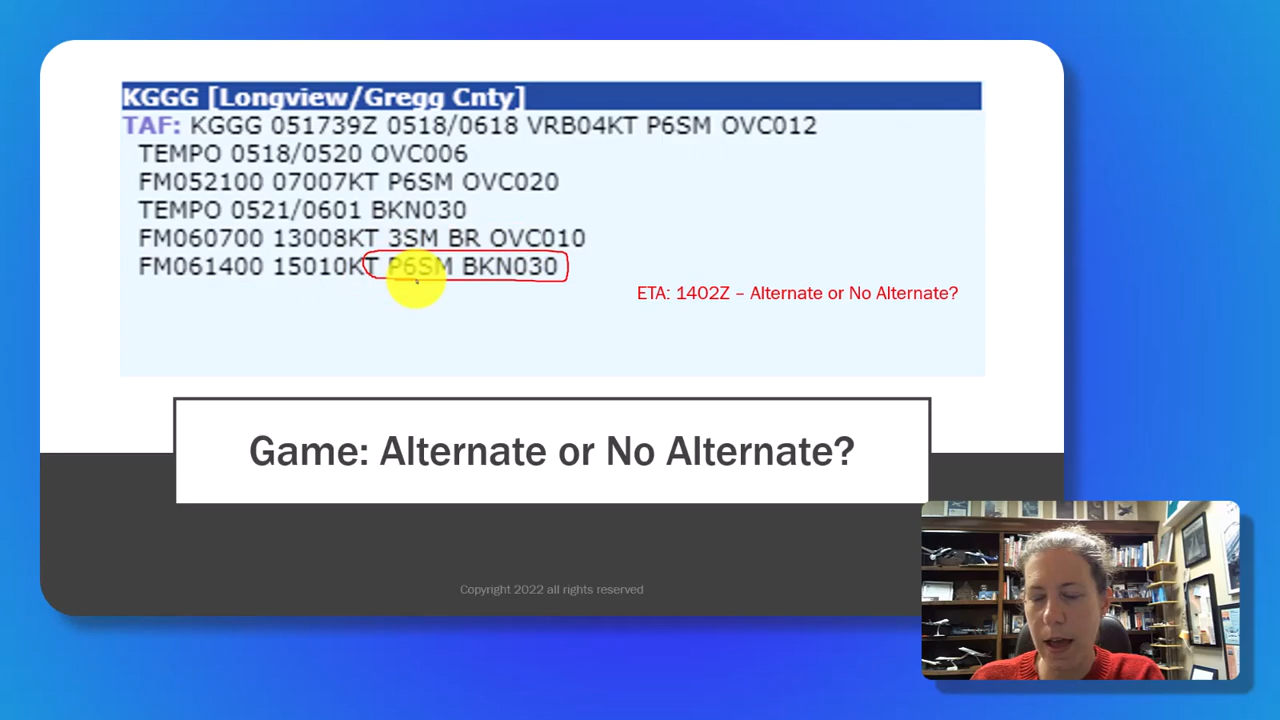 KGGG [Longview/Gregg Cnty]
TAF: KGGG 051739Z 0518/0618 VRB04KT P6SM OVC012
TEMPO 0518/0520 OVC006
FM052100 07007KT P6SM OVC020
TEMPO 0521/0601 BKN030
FM060700 13008KT 3SM BR OVC010
FM061400 15010KT P6SM BKN030
ETA: 1402Z – Alternate or No Alternate?
Game: Alternate or No Alternate?
Copyright 2022 all rights reserved